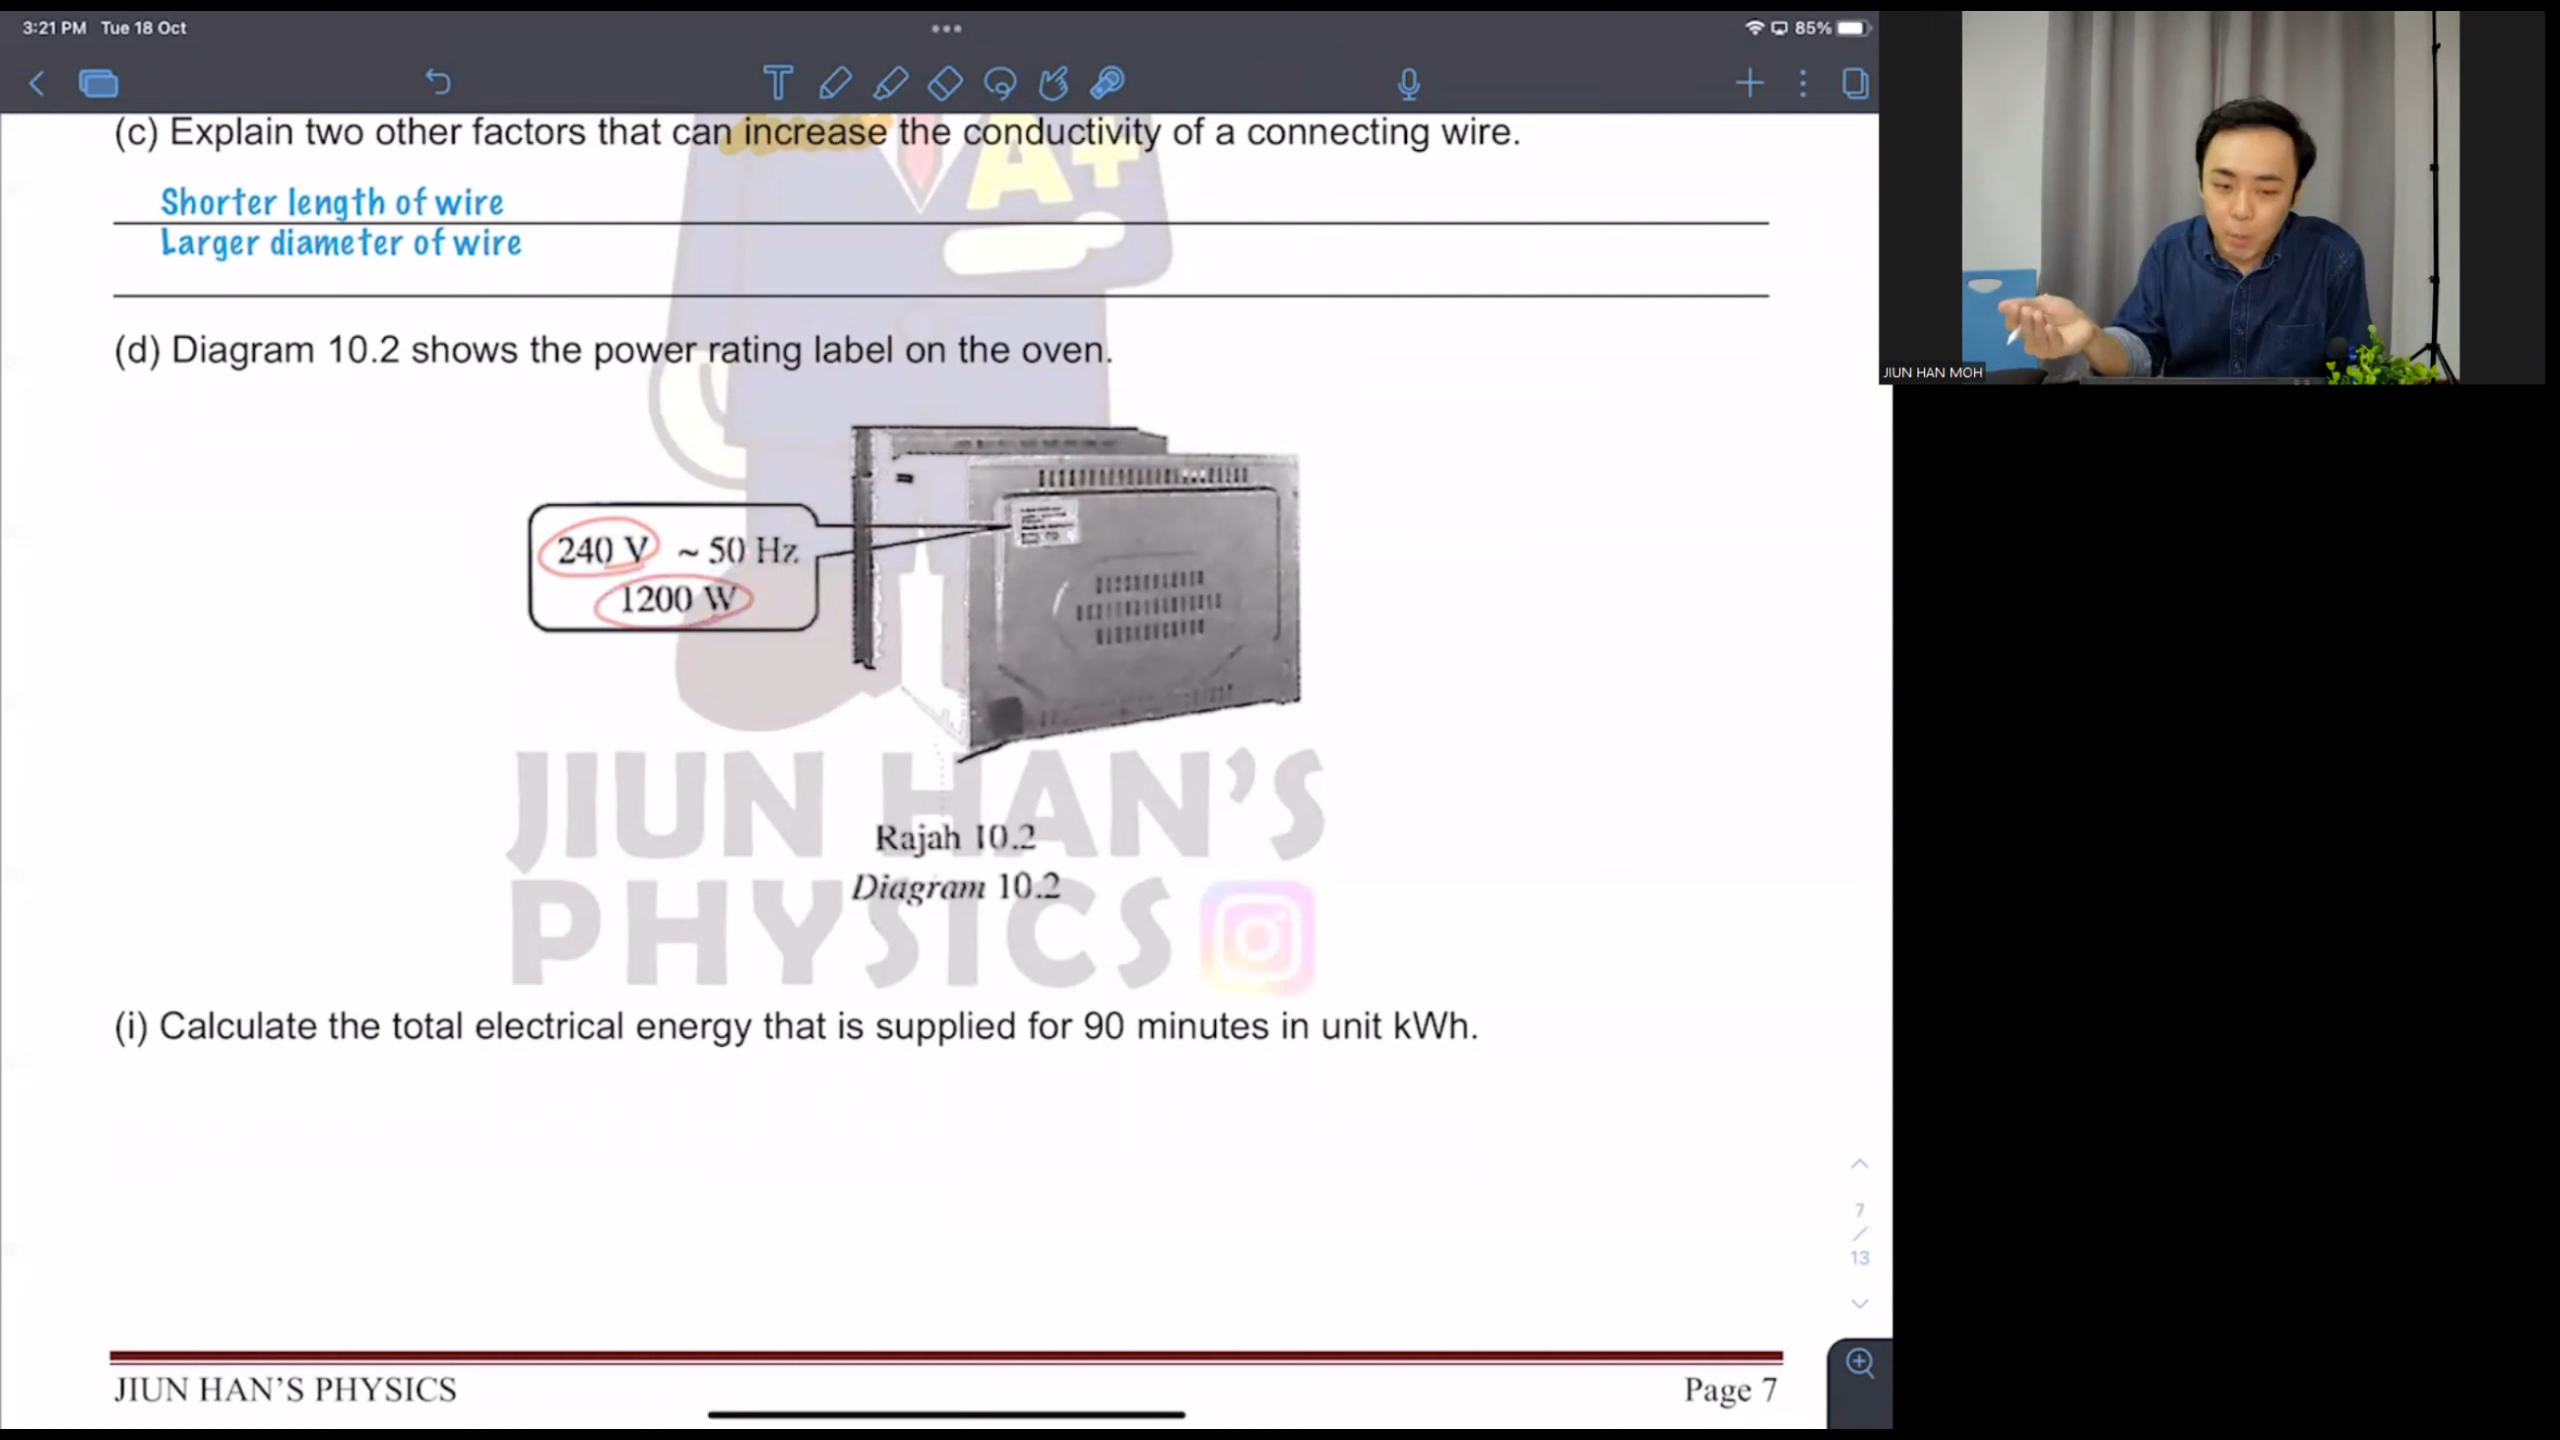 3:21 PM Tue 18 Oct
85%
(c) Explain two other factors that can increase the conductivity of a connecting wire.
A+
Shorter length of wire
Larger diameter of wire
(d) Diagram 10.2 shows the power rating label on the oven.
240 V ~ 50 Hz
1200 W
JIUN HAN'S
PHYSICS
Rajah 10.2
Diagram 10.2
(i) Calculate the total electrical energy that is supplied for 90 minutes in unit kWh.
7
/
13
JIUN HAN'S PHYSICS
Page 7
JIUN HAN MOH